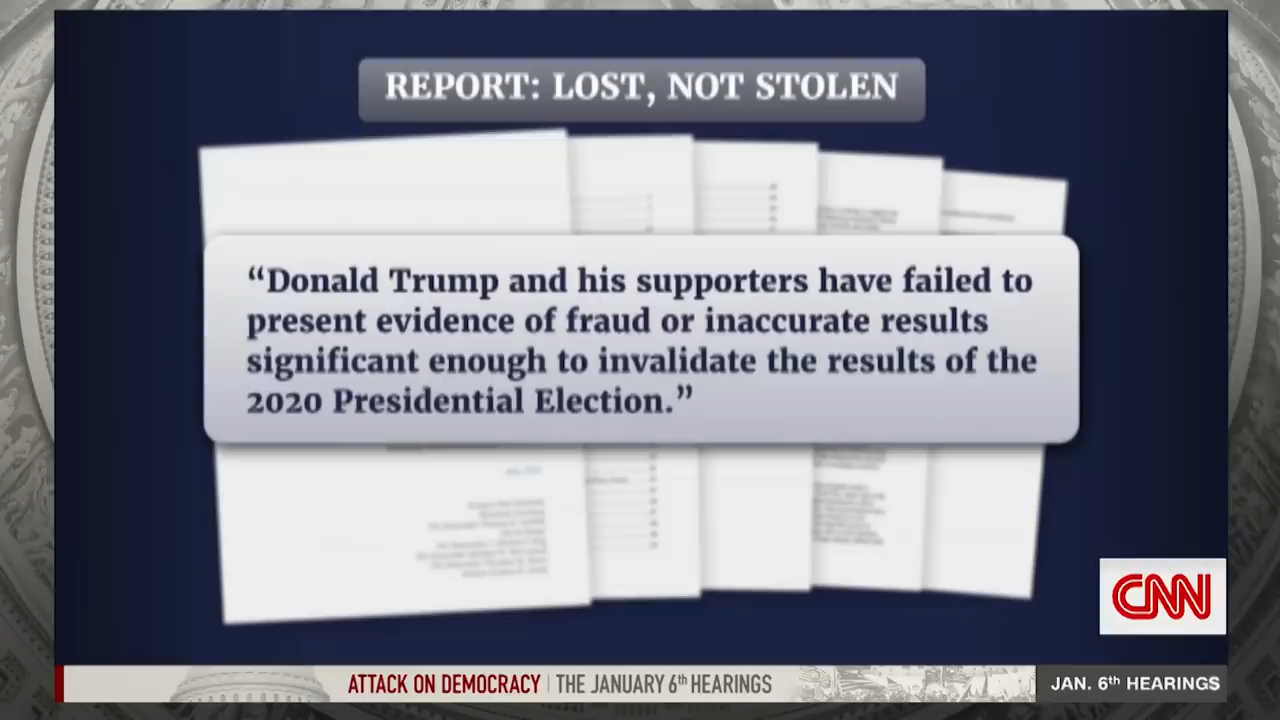 REPORT: LOST, NOT STOLEN
“Donald Trump and his supporters have failed to
present evidence of fraud or inaccurate results
significant enough to invalidate the results of the
2020 Presidential Election.”
CNN
ATTACK ON DEMOCRACY | THE JANUARY 6th HEARINGS
JAN. 6th HEARINGS